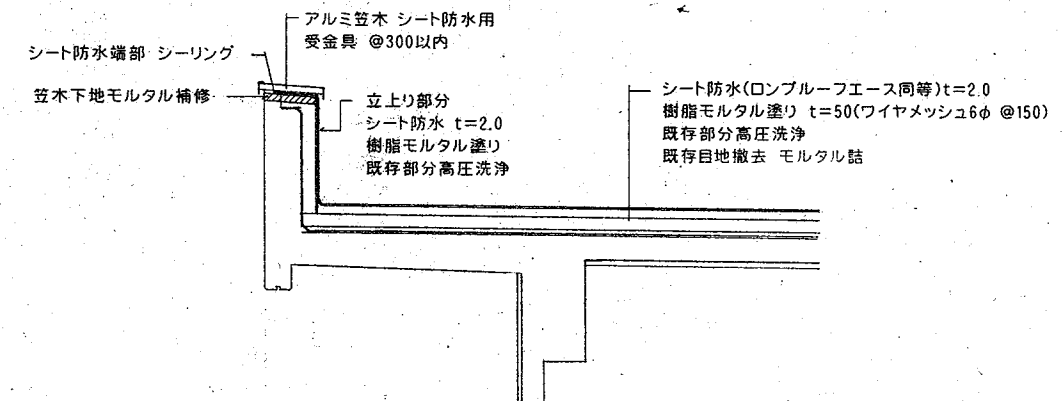 アルミ笠木 シート防水用
受金具 @300以内
シート防水端部 シーリング
笠木下地モルタル補修
立上り部分
シート防水 t=2.0
樹脂モルタル塗り
既存部分高圧洗浄
シート防水(ロンプルーフエース同等)t=2.0
樹脂モルタル塗り t=50(ワイヤメッシュ6φ @150)
既存部分高圧洗浄
既存目地撤去 モルタル詰